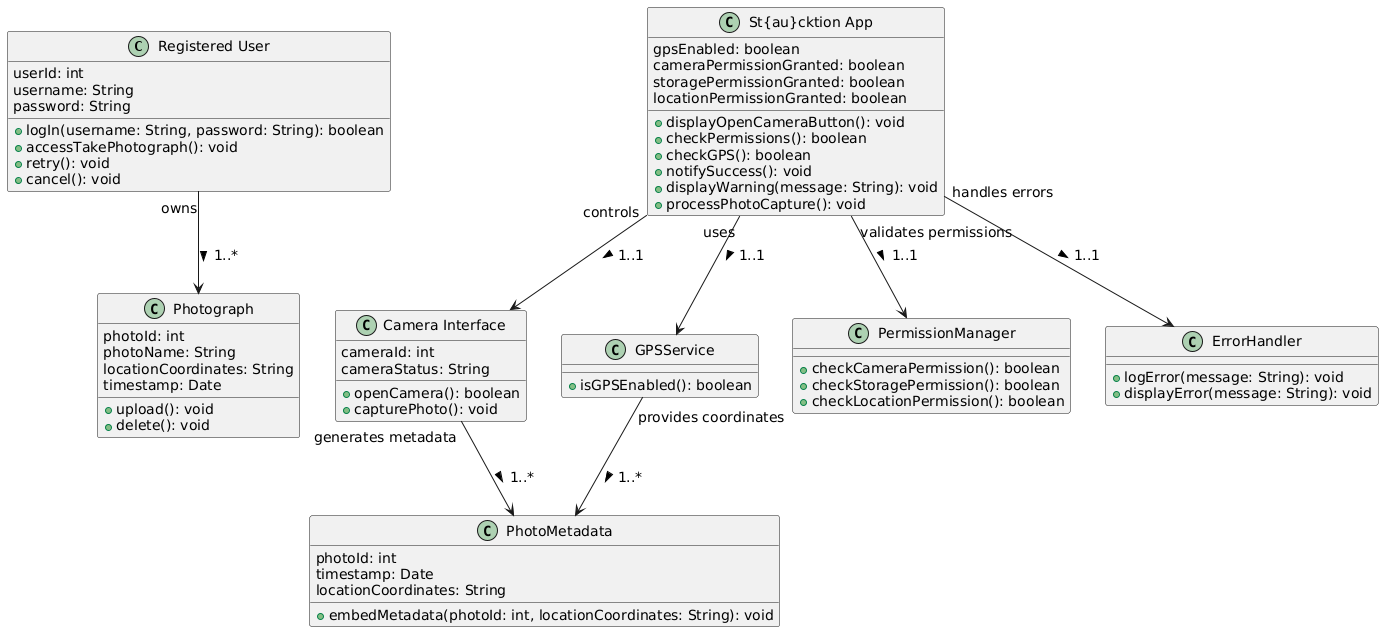 C Registered User
userId: int
username: String
password: String
logIn(username: String, password: String): boolean
accessTakePhotograph(): void
retry(): void
cancel(): void
C St{au}cktion App
gpsEnabled: boolean
cameraPermissionGranted: boolean
storagePermissionGranted: boolean
locationPermissionGranted: boolean
displayOpenCameraButton(): void
checkPermissions(): boolean
checkGPS(): boolean
notifySuccess(): void
displayWarning(message: String): void
processPhotoCapture(): void
owns
1..*
controls
1..1
uses
1..1
validates permissions
1..1
handles errors
1..1
C Photograph
photoId: int
photoName: String
locationCoordinates: String
timestamp: Date
upload(): void
delete(): void
C Camera Interface
cameraId: int
cameraStatus: String
openCamera(): boolean
capturePhoto(): void
C GPSService
isGPSEnabled(): boolean
C PermissionManager
checkCameraPermission(): boolean
checkStoragePermission(): boolean
checkLocationPermission(): boolean
C ErrorHandler
logError(message: String): void
displayError(message: String): void
generates metadata
1..*
provides coordinates
1..*
C PhotoMetadata
photoId: int
timestamp: Date
locationCoordinates: String
embedMetadata(photoId: int, locationCoordinates: String): void